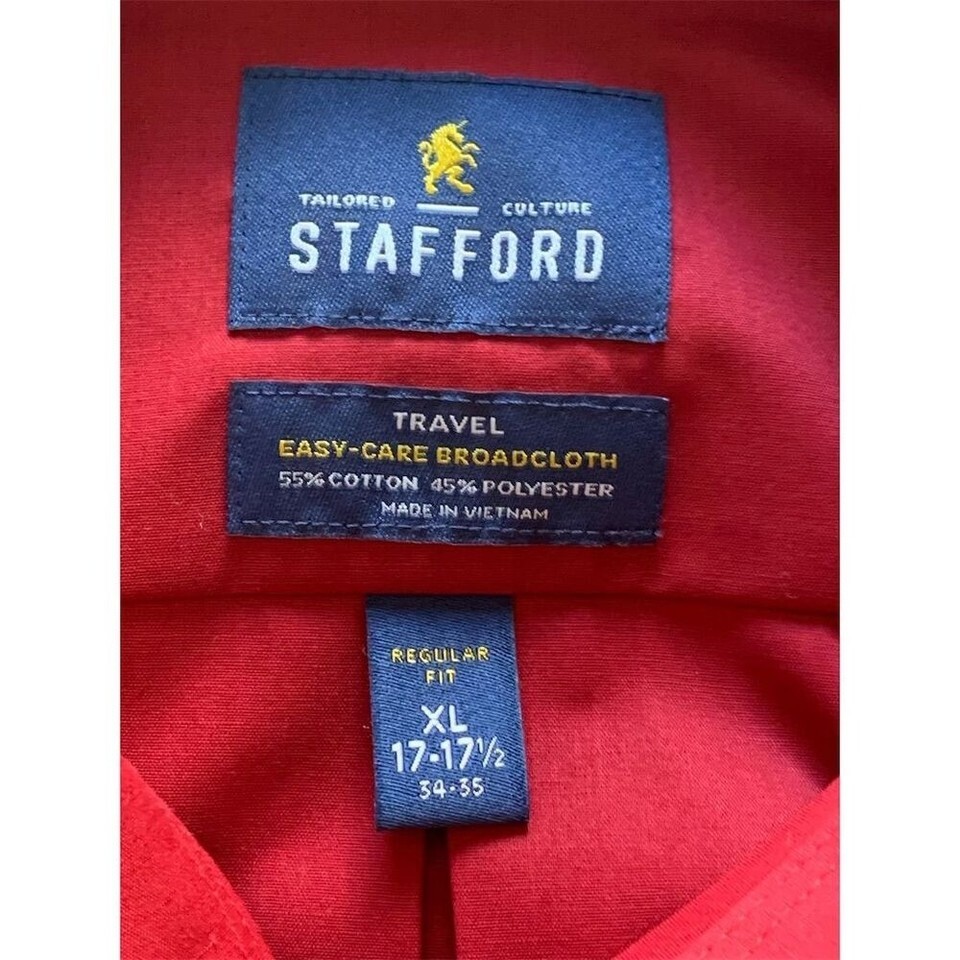 TAILORED CULTURE
STAFFORD
TRAVEL
EASY-CARE BROADCLOTH
55% COTTON 45% POLYESTER
MADE IN VIETNAM
REGULAR
FIT
XL
17-17½
34-35